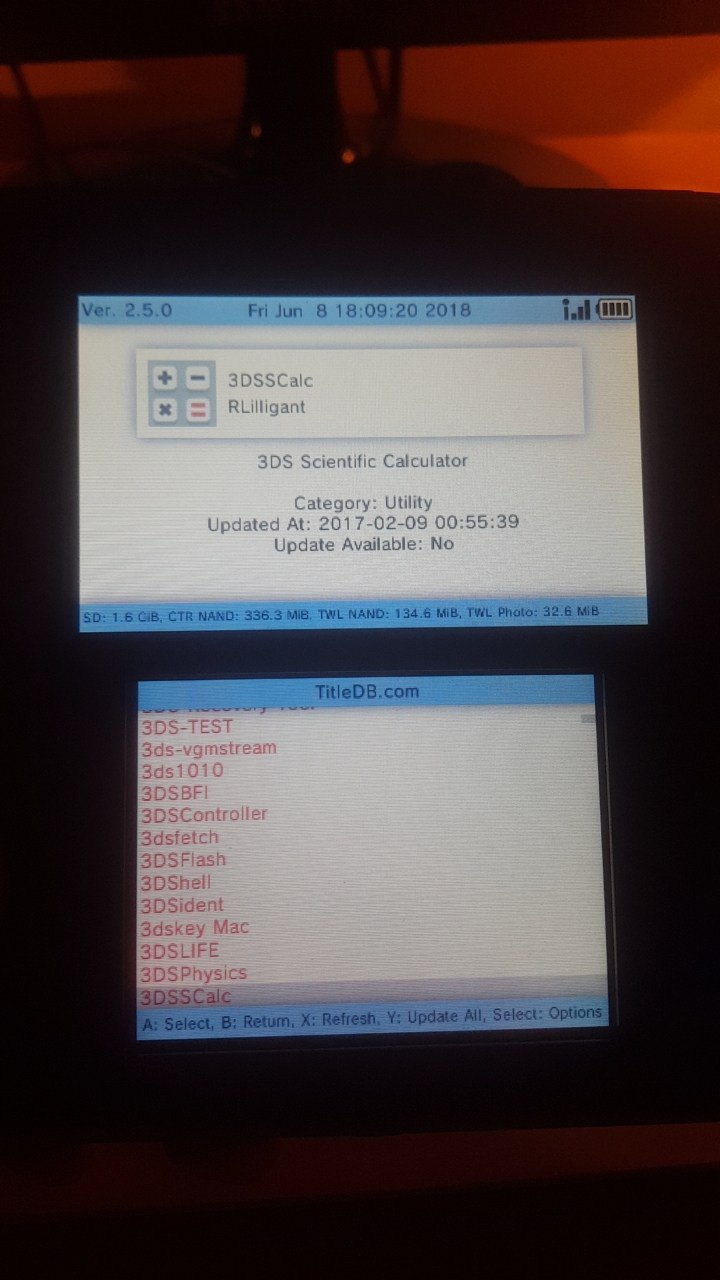 Ver. 2.5.0 Fri Jun 8 18:09:20 2018
3DSSCalc
RLilligant
3DS Scientific Calculator
Category: Utility
Updated At: 2017-02-09 00:55:39
Update Available: No
SD: 1.6 GiB, CTR NAND: 336.3 MiB, TWL NAND: 134.6 MiB, TWL Photo: 32.6 MiB
TitleDB.com
3DS Recovery Tool
3DS-TEST
3ds-vgmstream
3ds1010
3DSBFI
3DSController
3dsfetch
3DSFlash
3DShell
3DSident
3dskey Mac
3DSLIFE
3DSPhysics
3DSSCalc
A: Select, B: Return, X: Refresh, Y: Update All, Select: Options